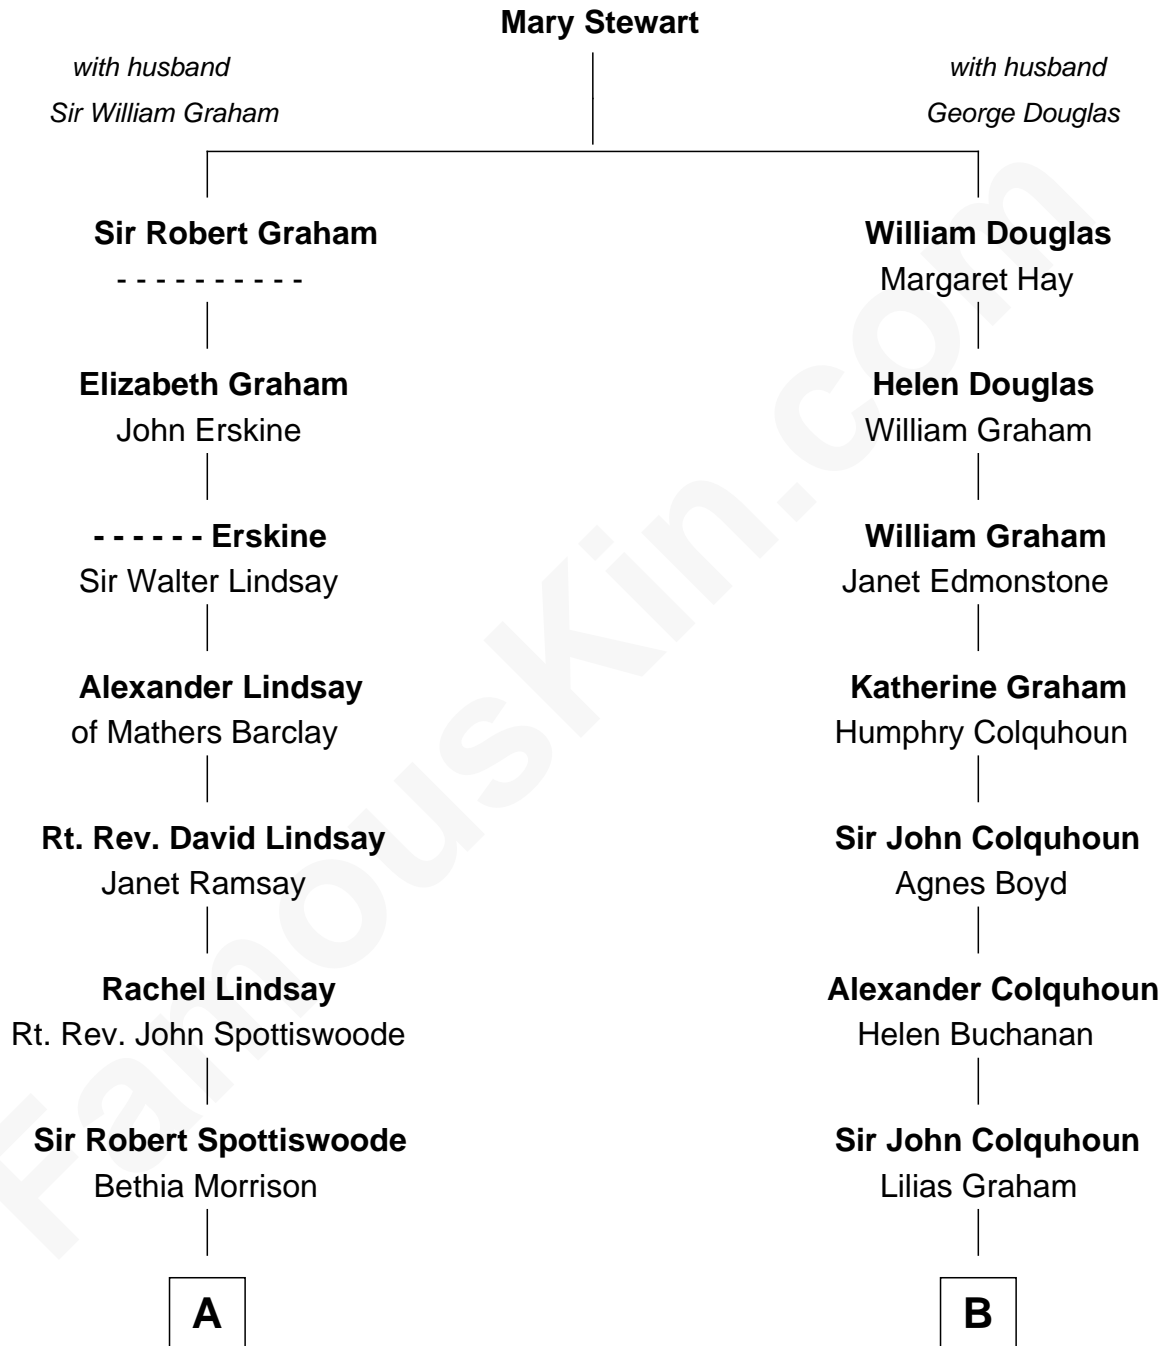 Mary Stewart
with husband
Sir William Graham
with husband
George Douglas
Sir Robert Graham
- - - - - - - - - -
William Douglas
Margaret Hay
Elizabeth Graham
John Erskine
Helen Douglas
William Graham
- - - - - - Erskine
Sir Walter Lindsay
William Graham
Janet Edmonstone
Alexander Lindsay
of Mathers Barclay
Katherine Graham
Humphry Colquhoun
Rt. Rev. David Lindsay
Janet Ramsay
Sir John Colquhoun
Agnes Boyd
Rachel Lindsay
Rt. Rev. John Spottiswoode
Alexander Colquhoun
Helen Buchanan
Sir Robert Spottiswoode
Bethia Morrison
Sir John Colquhoun
Lilias Graham
A
B
FamousKin.com